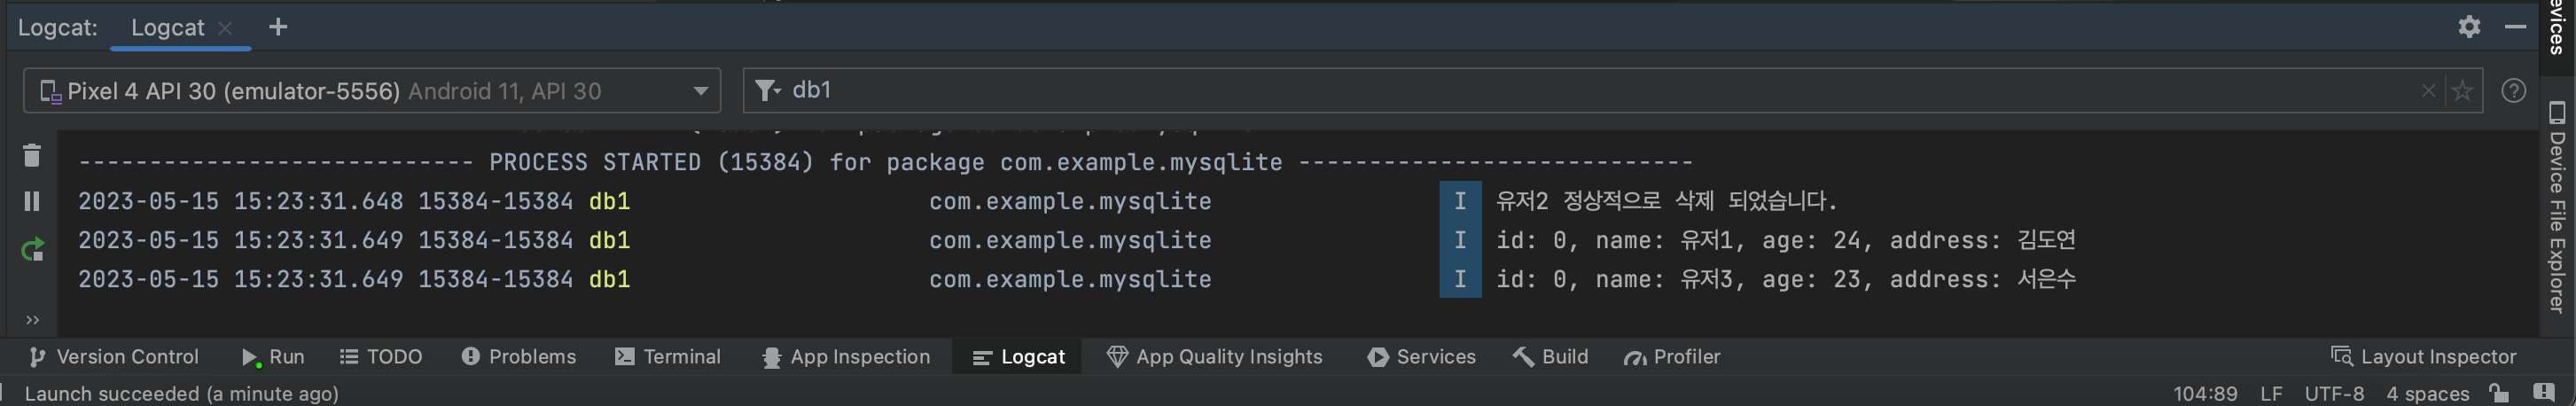 Logcat: Logcat
Pixel 4 API 30 (emulator-5556) Android 11, API 30
db1
---------------------------- PROCESS STARTED (15384) for package com.example.mysqlite ----------------------------
2023-05-15 15:23:31.648 15384-15384 db1 com.example.mysqlite I 유저2 정상적으로 삭제 되었습니다.
2023-05-15 15:23:31.649 15384-15384 db1 com.example.mysqlite I id: 0, name: 유저1, age: 24, address: 김도연
2023-05-15 15:23:31.649 15384-15384 db1 com.example.mysqlite I id: 0, name: 유저3, age: 23, address: 서은수
Device File Explorer
Version Control Run TODO Problems Terminal App Inspection Logcat App Quality Insights Services Build Profiler Layout Inspector
Launch succeeded (a minute ago) 104:89 LF UTF-8 4 spaces